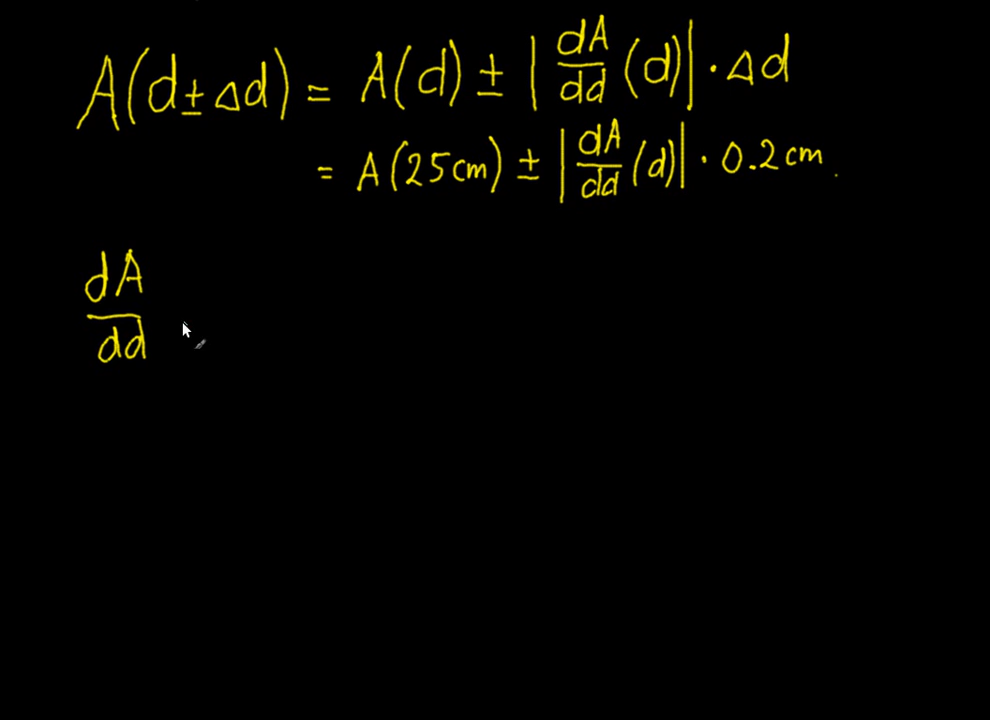 A(d ± Δd) = A(d) ± |dA/dd (d)| · Δd
= A(25cm) ± |dA/dd (d)| · 0.2cm.
dA/dd